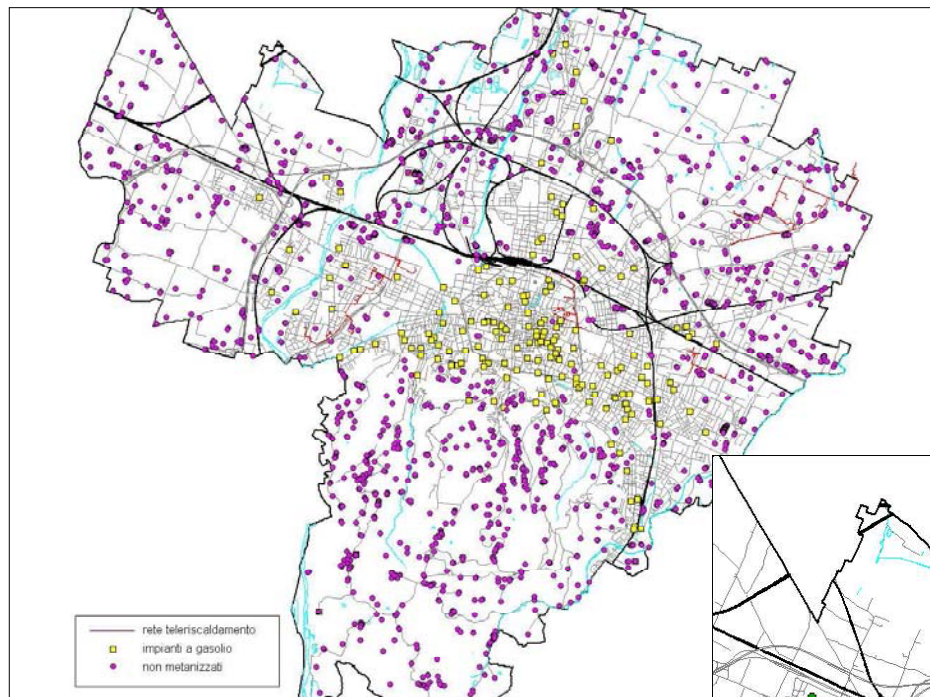 rete teleriscaldamento
impianti a gasolio
non metanizzati